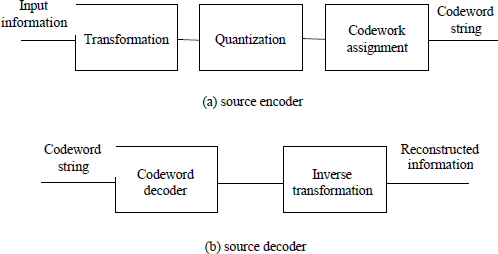 Input
information
Transformation
Quantization
Codework
assignment
Codeword
string
(a) source encoder
Codeword
string
Codeword
decoder
Inverse
transformation
Reconstructed
information
(b) source decoder